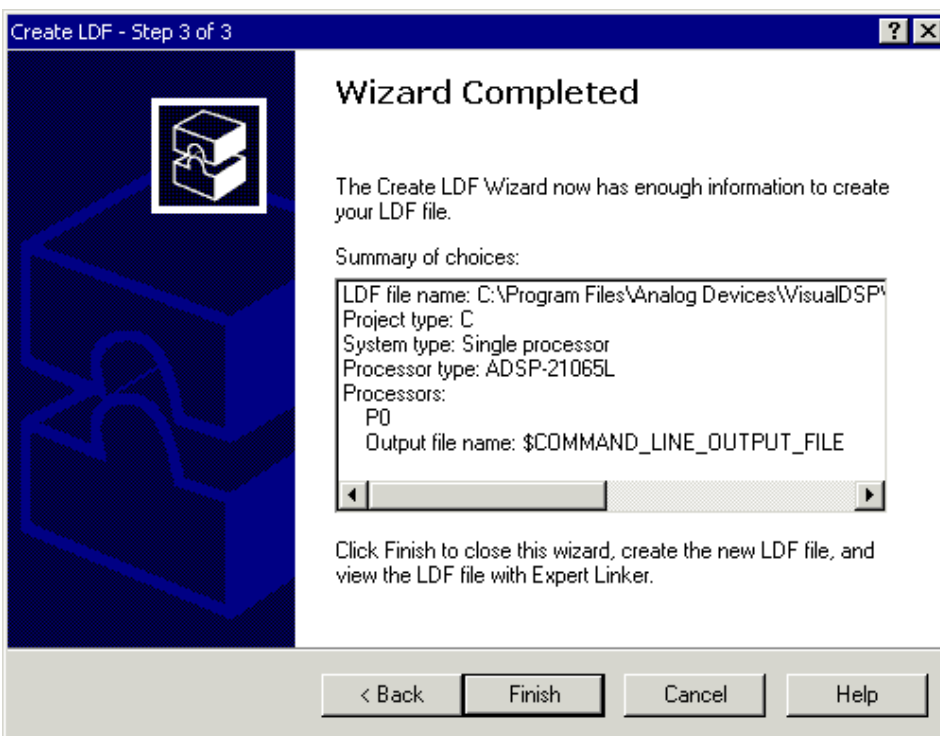 Create LDF - Step 3 of 3
?
Wizard Completed
The Create LDF Wizard now has enough information to create
your LDF file.
Summary of choices:
LDF file name: C:\Program Files\Analog Devices\VisualDSP\
Project type: C
System type: Single processor
Processor type: ADSP-21065L
Processors:
P0
Output file name: $COMMAND_LINE_OUTPUT_FILE
Click Finish to close this wizard, create the new LDF file, and
view the LDF file with Expert Linker.
< Back Finish Cancel Help